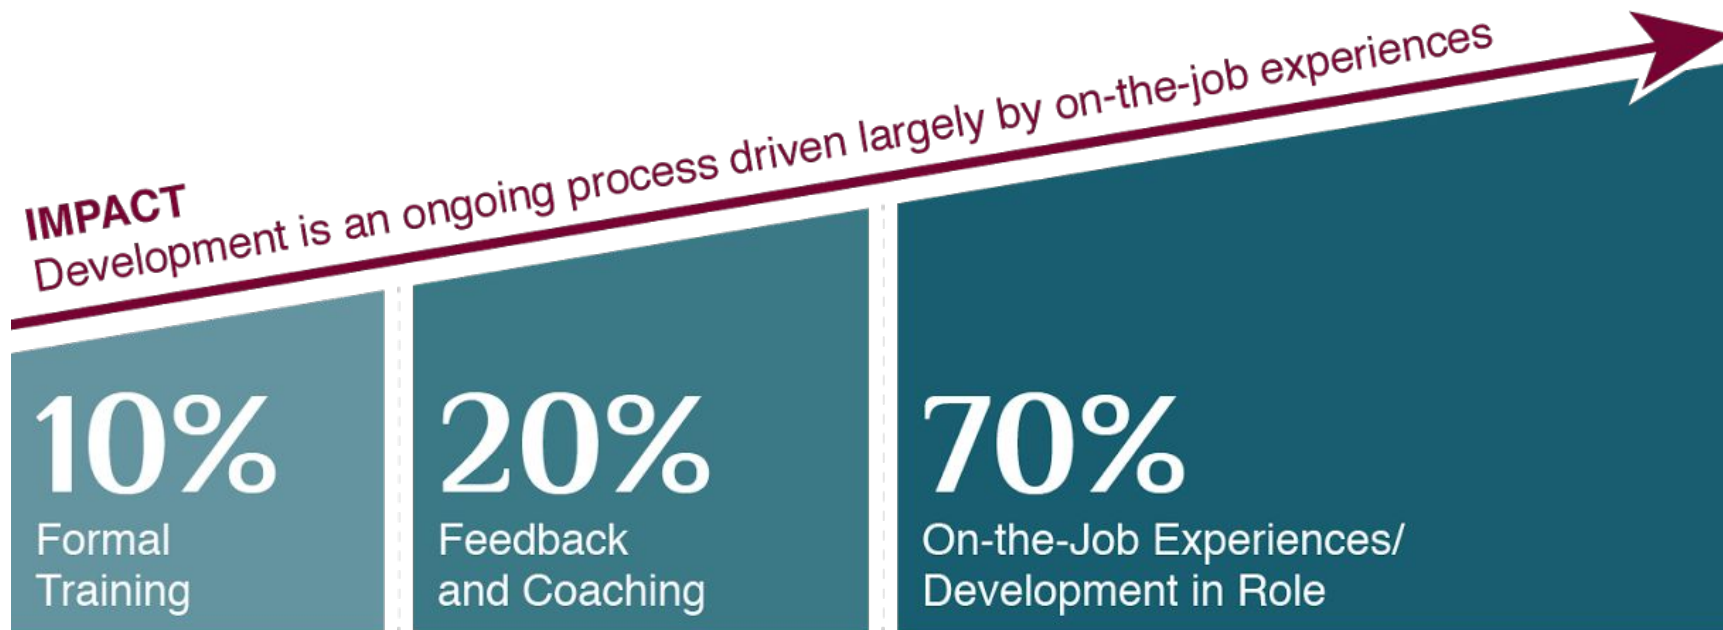 IMPACT
Development is an ongoing process driven largely by on-the-job experiences
10%
Formal
Training
20%
Feedback
and Coaching
70%
On-the-Job Experiences/
Development in Role